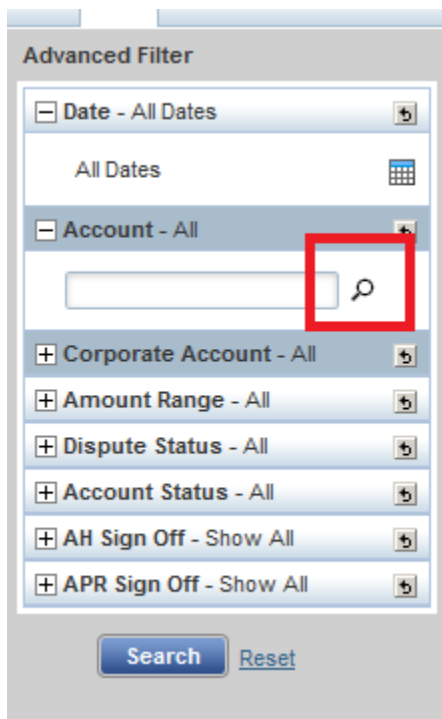 Advanced Filter
Date - All Dates
All Dates
Account - All
Corporate Account - All
Amount Range - All
Dispute Status - All
Account Status - All
AH Sign Off - Show All
APR Sign Off - Show All
Search Reset